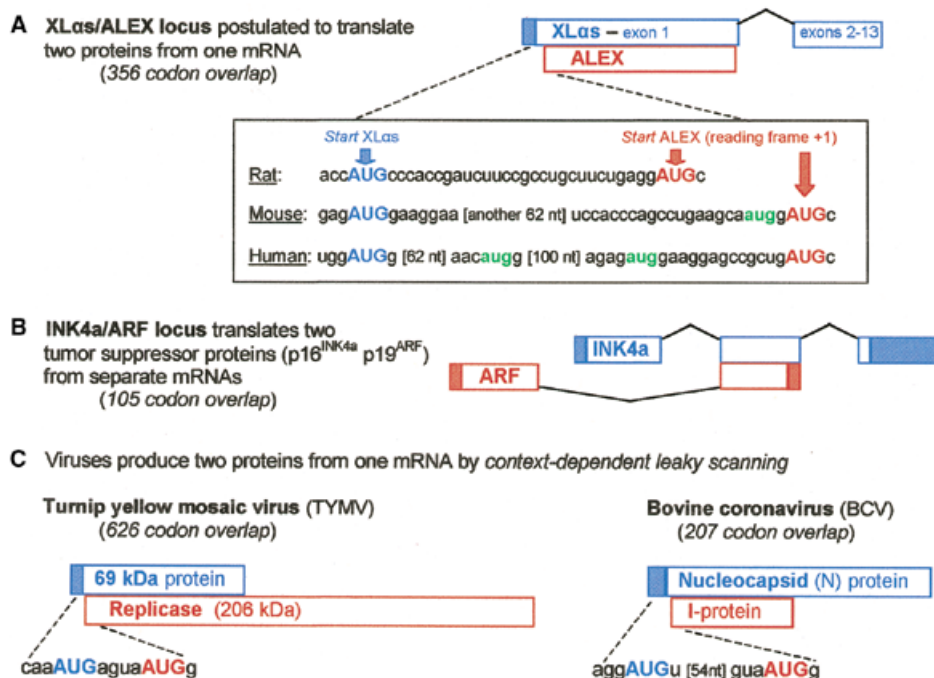 A XLαs/ALEX locus postulated to translate
two proteins from one mRNA
(356 codon overlap)
XLαs – exon 1
exons 2-13
ALEX
Start XLαs
Start ALEX (reading frame +1)
Rat: accAUGcccaccgaucuuccgccugcuucugaggAUGc
Mouse: gagAUGgaaggaa [another 62 nt] uccacccagccugaagcaauggAUGc
Human: uggAUGg [62 nt] aacaugg [100 nt] agagauggaaggagccgcugAUGc
B INK4a/ARF locus translates two
tumor suppressor proteins (p16INK4a p19ARF)
from separate mRNAs
(105 codon overlap)
INK4a
ARF
C Viruses produce two proteins from one mRNA by context-dependent leaky scanning
Turnip yellow mosaic virus (TYMV)
(626 codon overlap)
69 kDa protein
Replicase (206 kDa)
caaAUGaguaAUGg
Bovine coronavirus (BCV)
(207 codon overlap)
Nucleocapsid (N) protein
I-protein
aggAUGu [54nt] guaAUGg